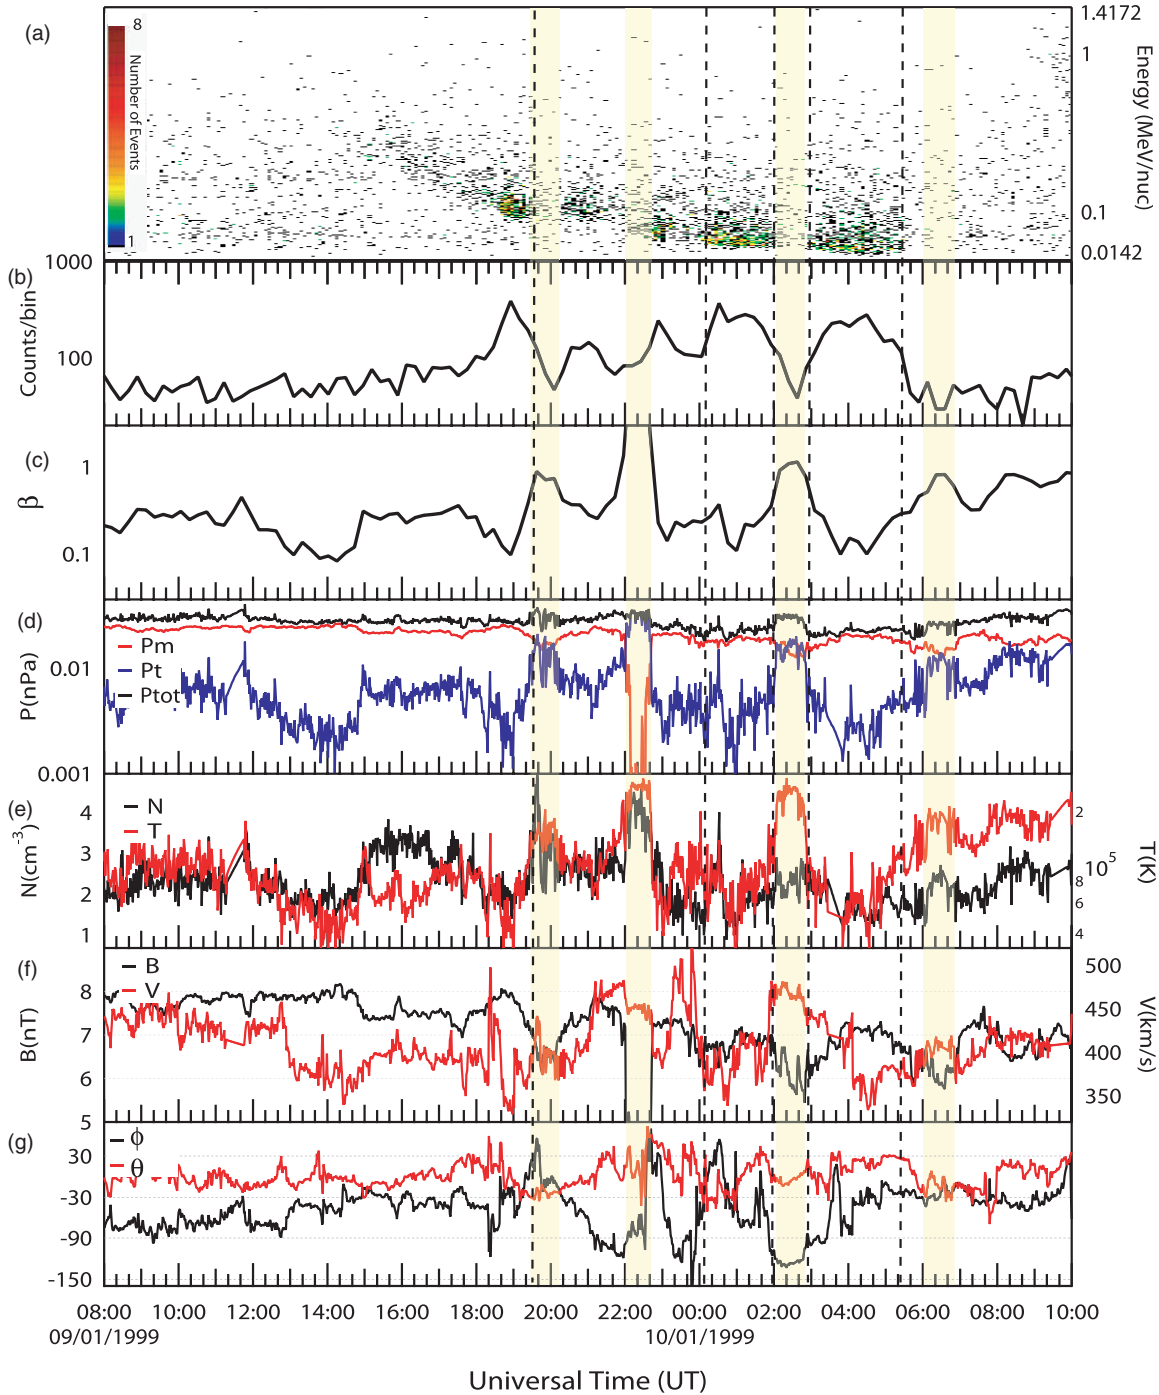 (a)
8
Number of Events
1
1.4172
1
0.1
0.0142
Energy (MeV/nuc)
(b)
1000
100
Counts/bin
(c)
1
0.1
β
(d)
Pm
Pt
Ptot
0.01
0.001
P(nPa)
(e)
N
T
4
3
2
1
N(cm⁻³)
2
10⁵
8
6
4
T(K)
(f)
B
V
8
7
6
5
B(nT)
500
450
400
350
V(km/s)
(g)
ϕ
θ
30
-30
-90
-150
08:00 10:00 12:00 14:00 16:00 18:00 20:00 22:00 00:00 02:00 04:00 06:00 08:00 10:00
09/01/1999 10/01/1999
Universal Time (UT)